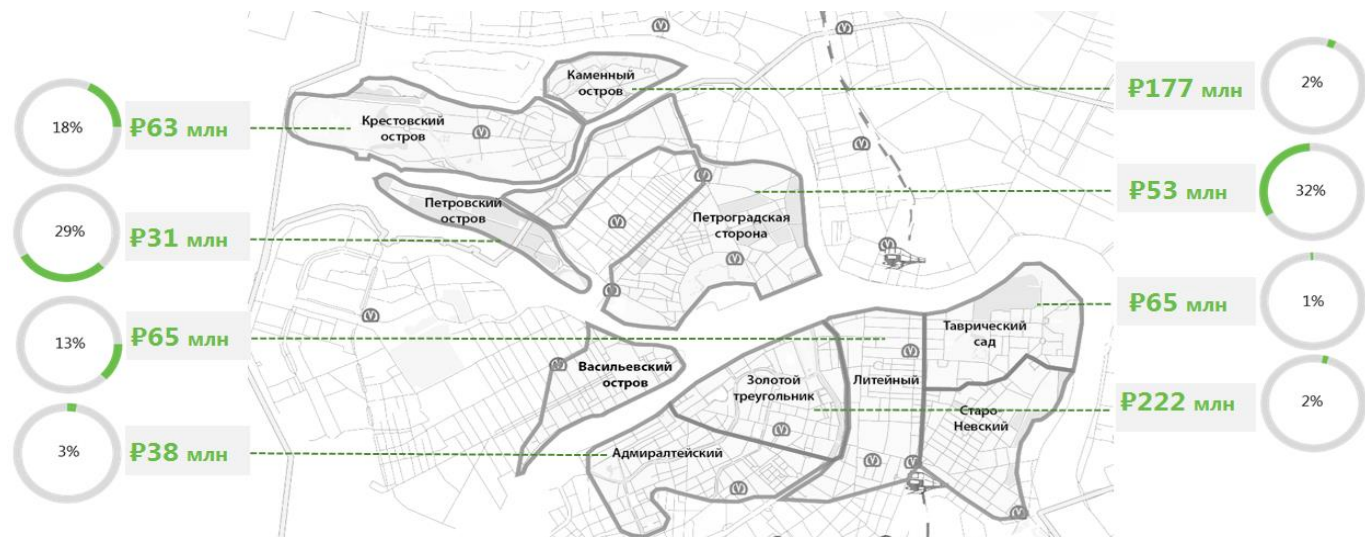 18%
₽63 млн
29%
₽31 млн
13%
₽65 млн
3%
₽38 млн
Каменный
остров
Крестовский
остров
Петровский
остров
Петроградская
сторона
Васильевский
остров
Золотой
треугольник
Литейный
Таврический
сад
Старо-
Невский
Адмиралтейский
₽177 млн
2%
₽53 млн
32%
₽65 млн
1%
₽222 млн
2%